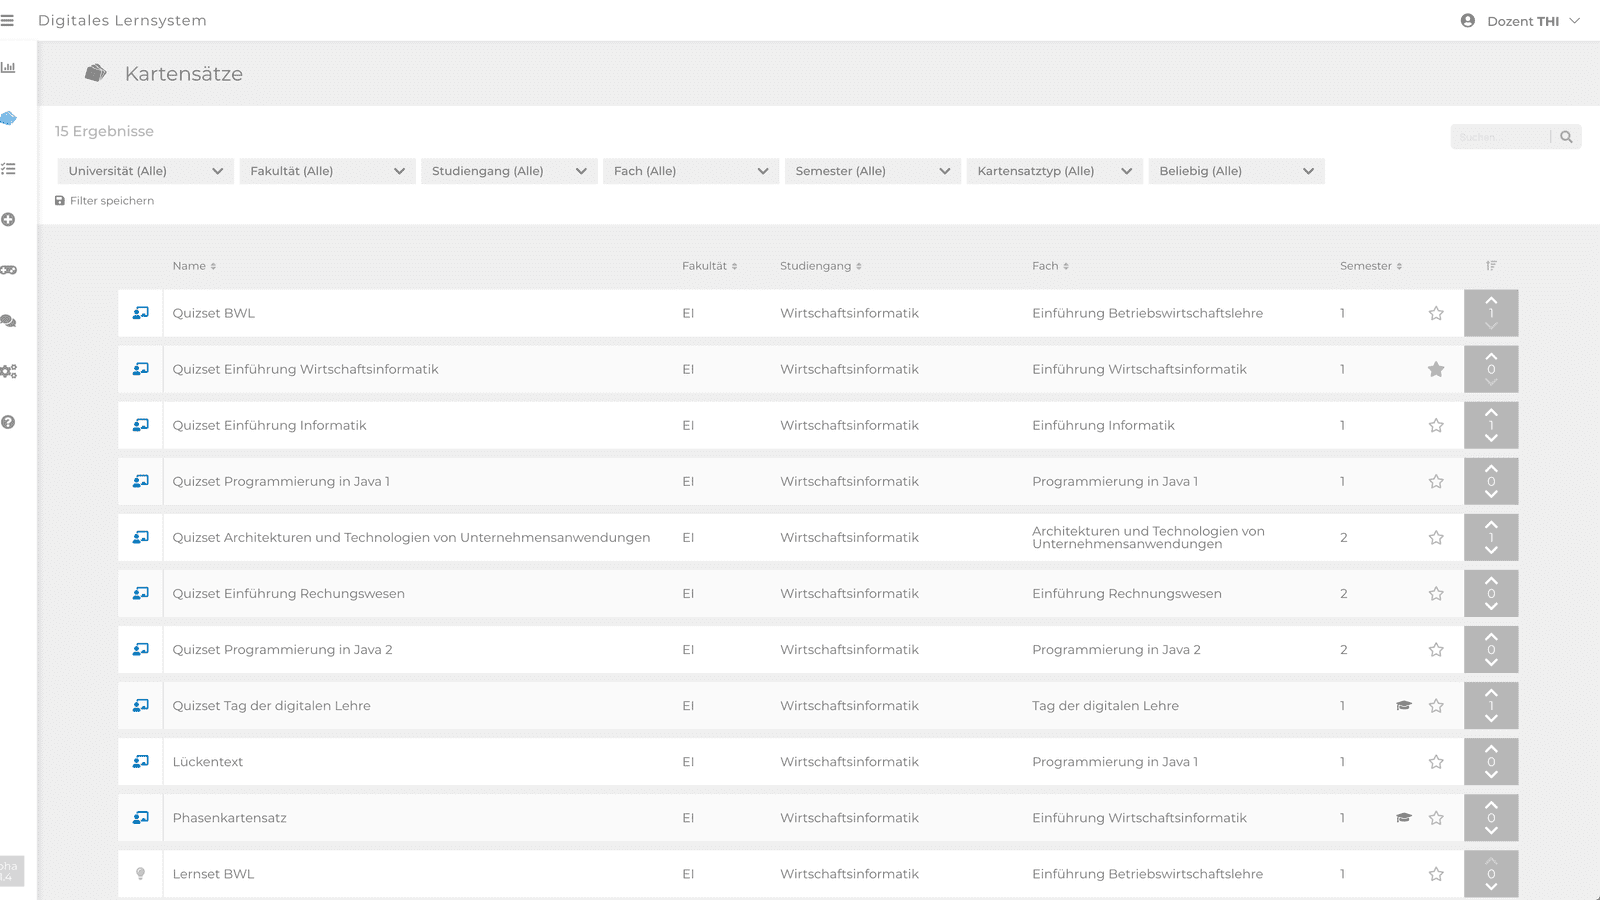 Digitales Lernsystem
Dozent THI
Kartensätze
15 Ergebnisse
Suchen...
Universität (Alle) Fakultät (Alle) Studiengang (Alle) Fach (Alle) Semester (Alle) Kartensatztyp (Alle) Beliebig (Alle)
Filter speichern
Name Fakultät Studiengang Fach Semester
Quizset BWL EI Wirtschaftsinformatik Einführung Betriebswirtschaftslehre 1 1
Quizset Einführung Wirtschaftsinformatik EI Wirtschaftsinformatik Einführung Wirtschaftsinformatik 1 0
Quizset Einführung Informatik EI Wirtschaftsinformatik Einführung Informatik 1 1
Quizset Programmierung in Java 1 EI Wirtschaftsinformatik Programmierung in Java 1 1 0
Quizset Architekturen und Technologien von Unternehmensanwendungen EI Wirtschaftsinformatik Architekturen und Technologien von 2 1
Unternehmensanwendungen
Quizset Einführung Rechungswesen EI Wirtschaftsinformatik Einführung Rechnungswesen 2 0
Quizset Programmierung in Java 2 EI Wirtschaftsinformatik Programmierung in Java 2 2 0
Quizset Tag der digitalen Lehre EI Wirtschaftsinformatik Tag der digitalen Lehre 1 1
Lückentext EI Wirtschaftsinformatik Programmierung in Java 1 1 0
Phasenkartensatz EI Wirtschaftsinformatik Einführung Wirtschaftsinformatik 1 0
Lernset BWL EI Wirtschaftsinformatik Einführung Betriebswirtschaftslehre 1 0